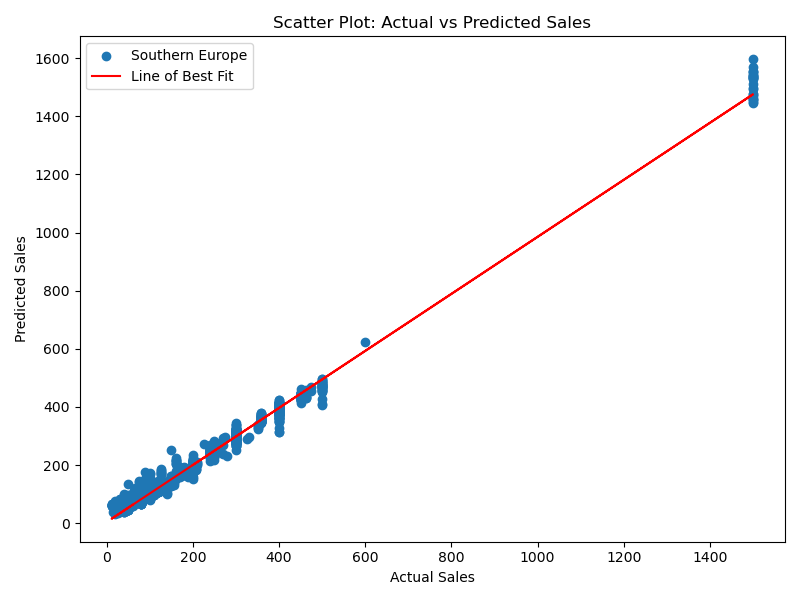 Scatter Plot: Actual vs Predicted Sales
Southern Europe
Line of Best Fit
1600
1400
1200
1000
800
600
400
200
0
Predicted Sales
0 200 400 600 800 1000 1200 1400
Actual Sales